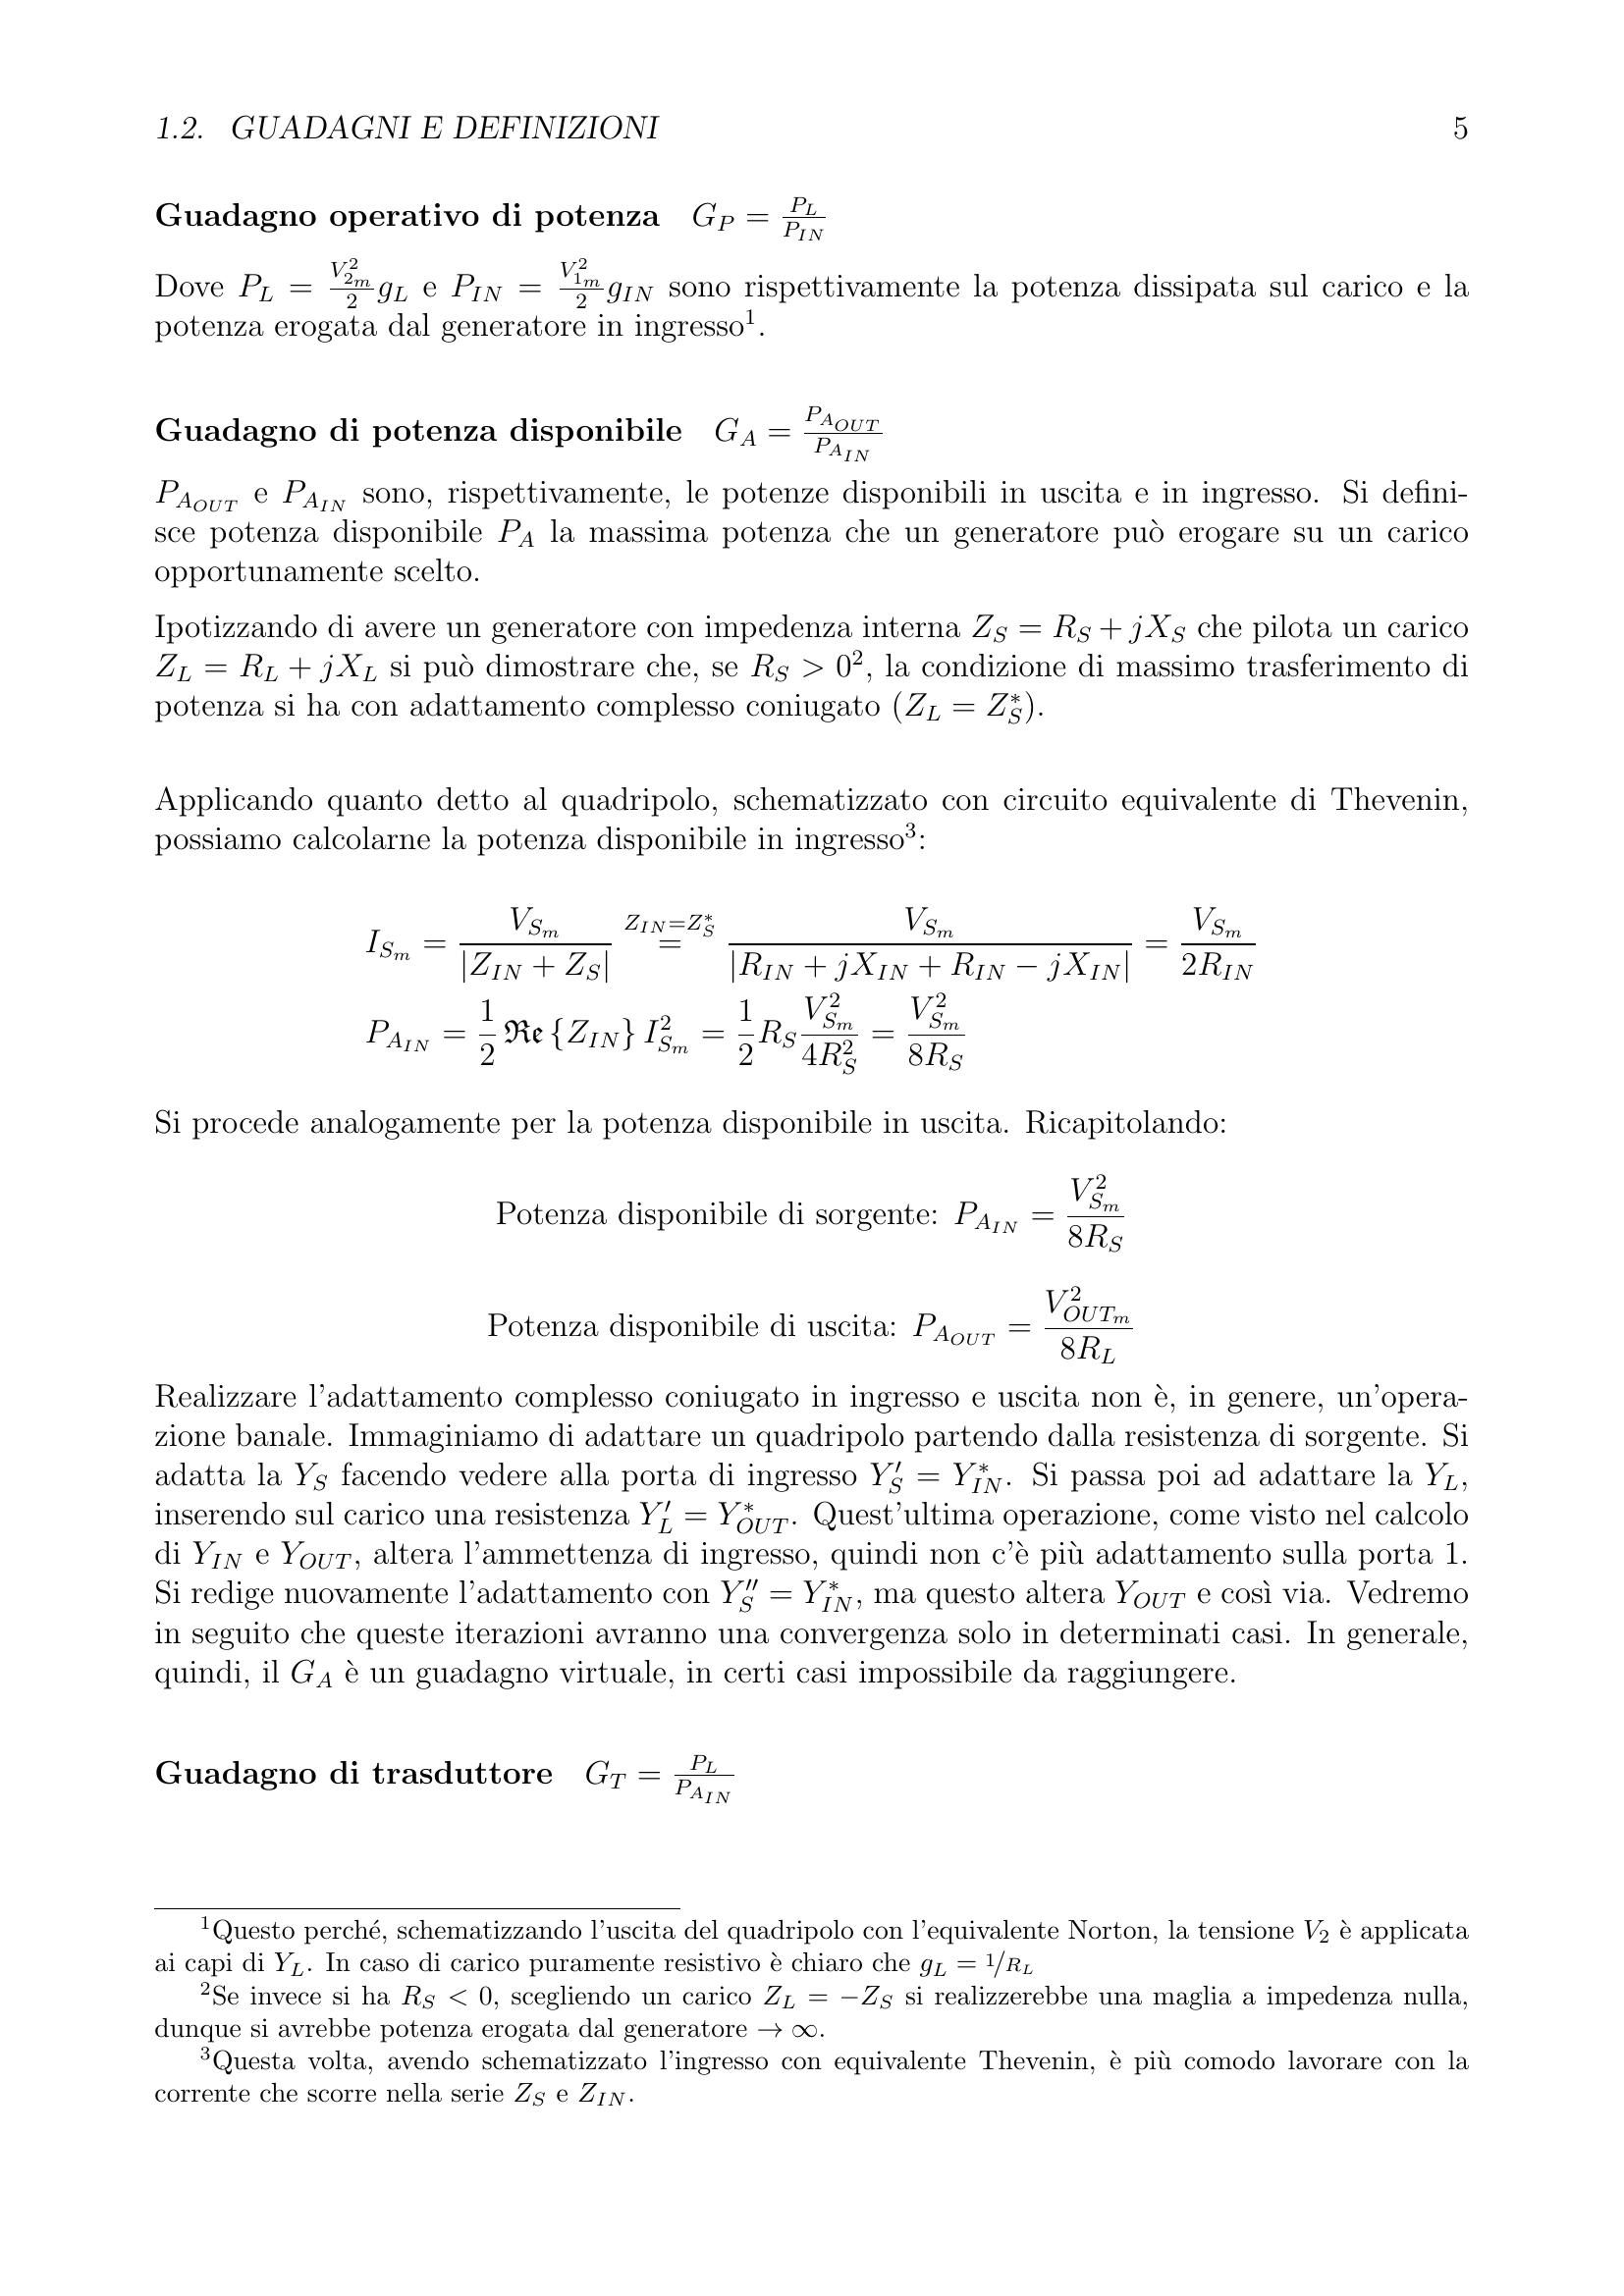 1.2. GUADAGNI E DEFINIZIONI 5
Guadagno operativo di potenza $G_P = \frac{P_L}{P_{IN}}$
Dove $P_L = \frac{V_{2_m}^2}{2} g_L$ e $P_{IN} = \frac{V_{1_m}^2}{2} g_{IN}$ sono rispettivamente la potenza dissipata sul carico e la
potenza erogata dal generatore in ingresso¹.
Guadagno di potenza disponibile $G_A = \frac{P_{A_{OUT}}}{P_{A_{IN}}}$
$P_{A_{OUT}}$ e $P_{A_{IN}}$ sono, rispettivamente, le potenze disponibili in uscita e in ingresso. Si defini-
sce potenza disponibile $P_A$ la massima potenza che un generatore può erogare su un carico
opportunamente scelto.
Ipotizzando di avere un generatore con impedenza interna $Z_S = R_S + jX_S$ che pilota un carico
$Z_L = R_L + jX_L$ si può dimostrare che, se $R_S > 0$², la condizione di massimo trasferimento di
potenza si ha con adattamento complesso coniugato ($Z_L = Z_S^*$).
Applicando quanto detto al quadripolo, schematizzato con circuito equivalente di Thevenin,
possiamo calcolarne la potenza disponibile in ingresso³:
$I_{S_m} = \frac{V_{S_m}}{|Z_{IN} + Z_S|} \overset{Z_{IN}=Z_S^*}{=} \frac{V_{S_m}}{|R_{IN} + jX_{IN} + R_{IN} - jX_{IN}|} = \frac{V_{S_m}}{2R_{IN}}$
$P_{A_{IN}} = \frac{1}{2} \mathfrak{Re} \{Z_{IN}\} I_{S_m}^2 = \frac{1}{2} R_S \frac{V_{S_m}^2}{4R_S^2} = \frac{V_{S_m}^2}{8R_S}$
Si procede analogamente per la potenza disponibile in uscita. Ricapitolando:
Potenza disponibile di sorgente: $P_{A_{IN}} = \frac{V_{S_m}^2}{8R_S}$
Potenza disponibile di uscita: $P_{A_{OUT}} = \frac{V_{OUT_m}^2}{8R_L}$
Realizzare l'adattamento complesso coniugato in ingresso e uscita non è, in genere, un'opera-
zione banale. Immaginiamo di adattare un quadripolo partendo dalla resistenza di sorgente. Si
adatta la $Y_S$ facendo vedere alla porta di ingresso $Y_S' = Y_{IN}^*$. Si passa poi ad adattare la $Y_L$,
inserendo sul carico una resistenza $Y_L' = Y_{OUT}^*$. Quest'ultima operazione, come visto nel calcolo
di $Y_{IN}$ e $Y_{OUT}$, altera l'ammettenza di ingresso, quindi non c'è più adattamento sulla porta 1.
Si redige nuovamente l'adattamento con $Y_S'' = Y_{IN}^*$, ma questo altera $Y_{OUT}$ e così via. Vedremo
in seguito che queste iterazioni avranno una convergenza solo in determinati casi. In generale,
quindi, il $G_A$ è un guadagno virtuale, in certi casi impossibile da raggiungere.
Guadagno di trasduttore $G_T = \frac{P_L}{P_{A_{IN}}}$
¹Questo perché, schematizzando l'uscita del quadripolo con l'equivalente Norton, la tensione $V_2$ è applicata
ai capi di $Y_L$. In caso di carico puramente resistivo è chiaro che $g_L = 1/R_L$
²Se invece si ha $R_S < 0$, scegliendo un carico $Z_L = -Z_S$ si realizzerebbe una maglia a impedenza nulla,
dunque si avrebbe potenza erogata dal generatore → ∞.
³Questa volta, avendo schematizzato l'ingresso con equivalente Thevenin, è più comodo lavorare con la
corrente che scorre nella serie $Z_S$ e $Z_{IN}$.